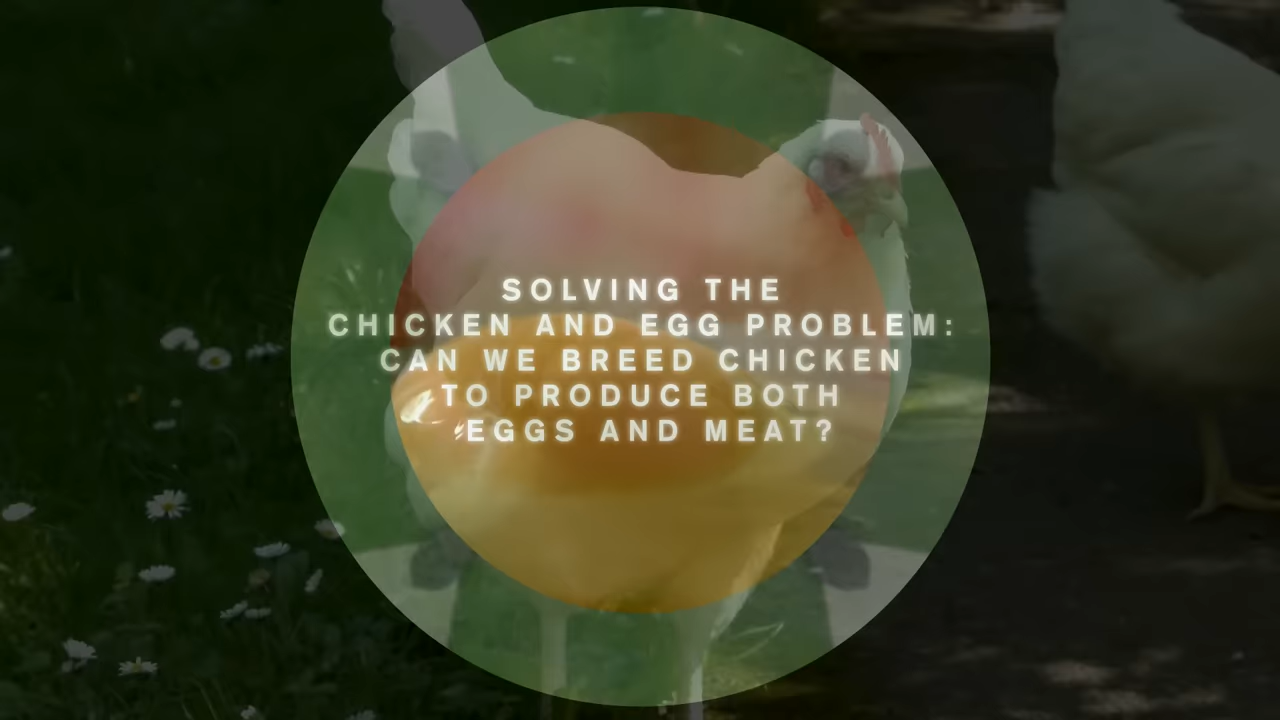 SOLVING THE
CHICKEN AND EGG PROBLEM:
CAN WE BREED CHICKEN
TO PRODUCE BOTH
EGGS AND MEAT?